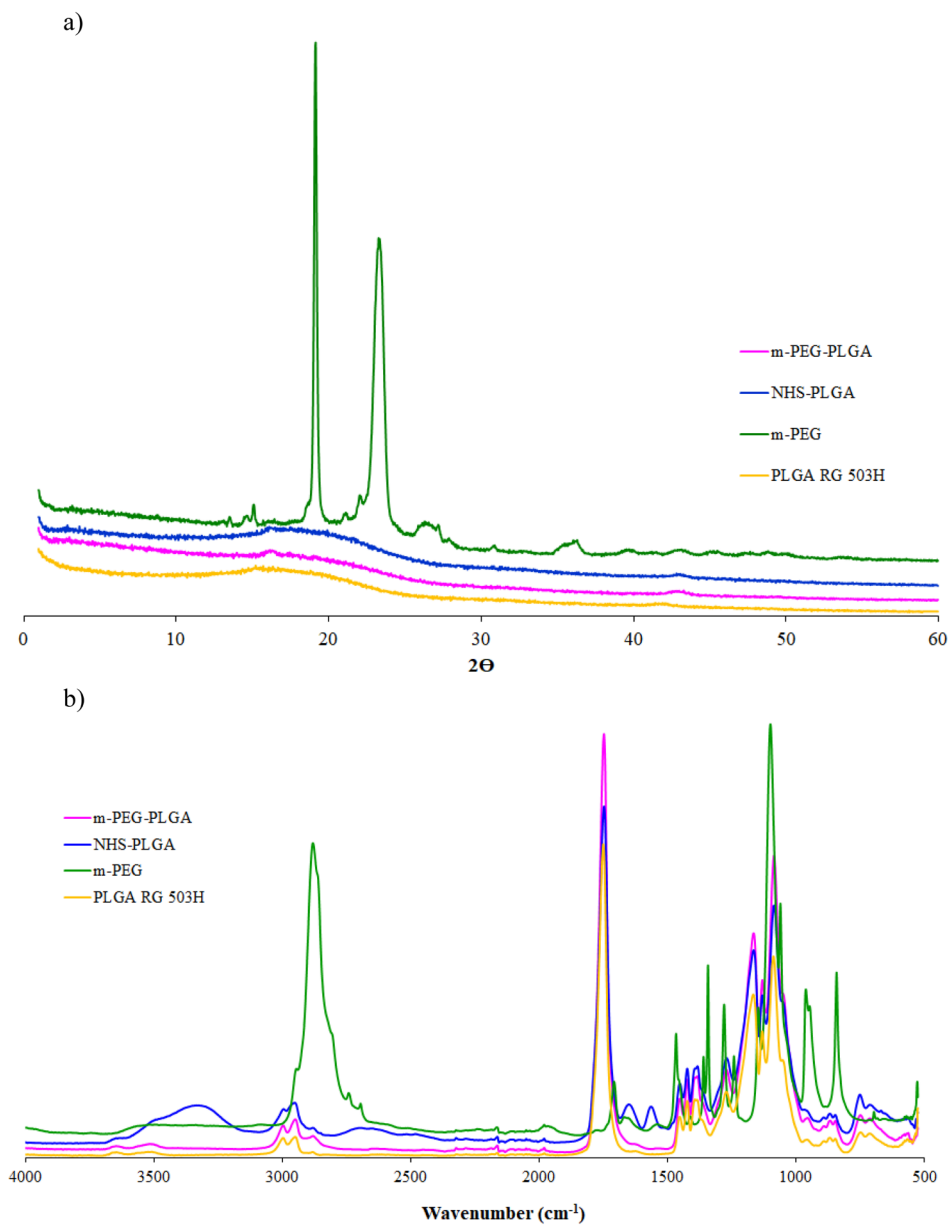 a)
m-PEG-PLGA
NHS-PLGA
m-PEG
PLGA RG 503H
0 10 20 30 40 50 60
2ϴ
b)
m-PEG-PLGA
NHS-PLGA
m-PEG
PLGA RG 503H
4000 3500 3000 2500 2000 1500 1000 500
Wavenumber (cm⁻¹)